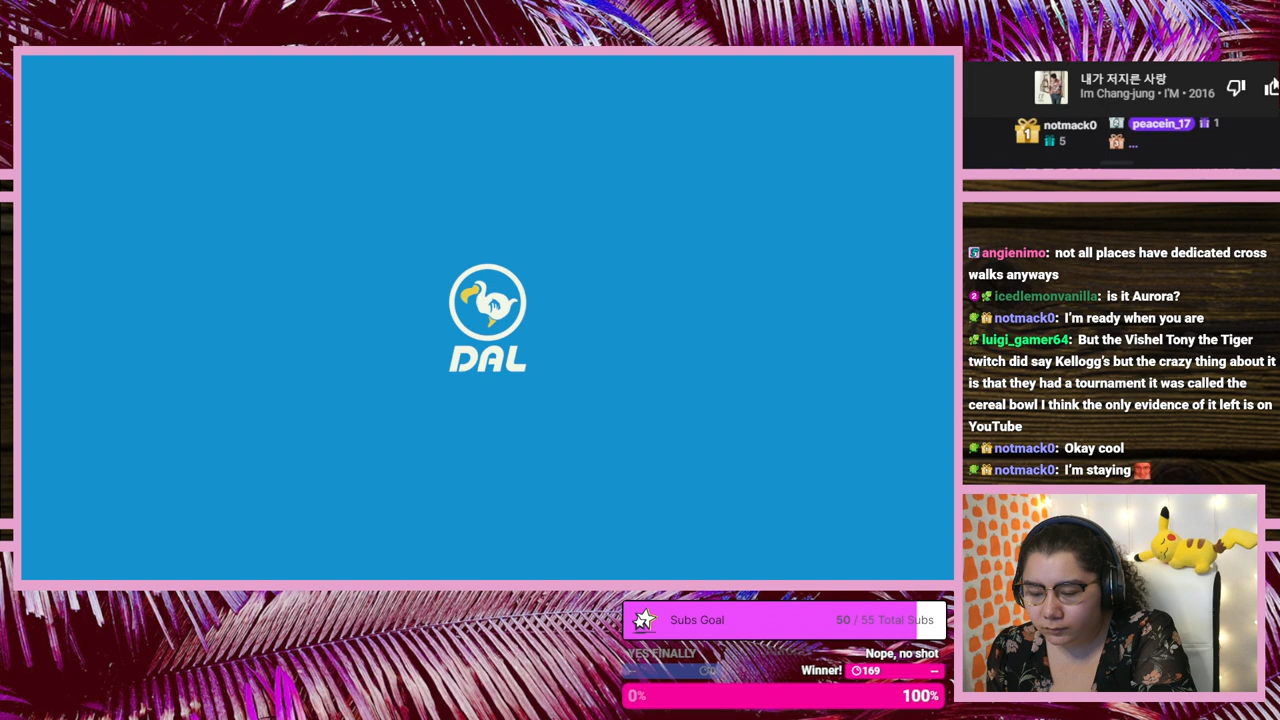 내가 저지른 사랑
Im Chang-jung • I'M • 2016
1
notmack0
5
peacein_17 1
...
angienimo: not all places have dedicated cross
walks anyways
2 icedlemonvanilla: is it Aurora?
notmack0: I'm ready when you are
luigi_gamer64: But the Vishel Tony the Tiger
twitch did say Kellogg's but the crazy thing about it
is that they had a tournament it was called the
cereal bowl I think the only evidence of it left is on
YouTube
notmack0: Okay cool
notmack0: I'm staying
DAL
Subs Goal 50 / 55 Total Subs
YES FINALLY Nope, no shot
Winner! 169 --
0% 100%